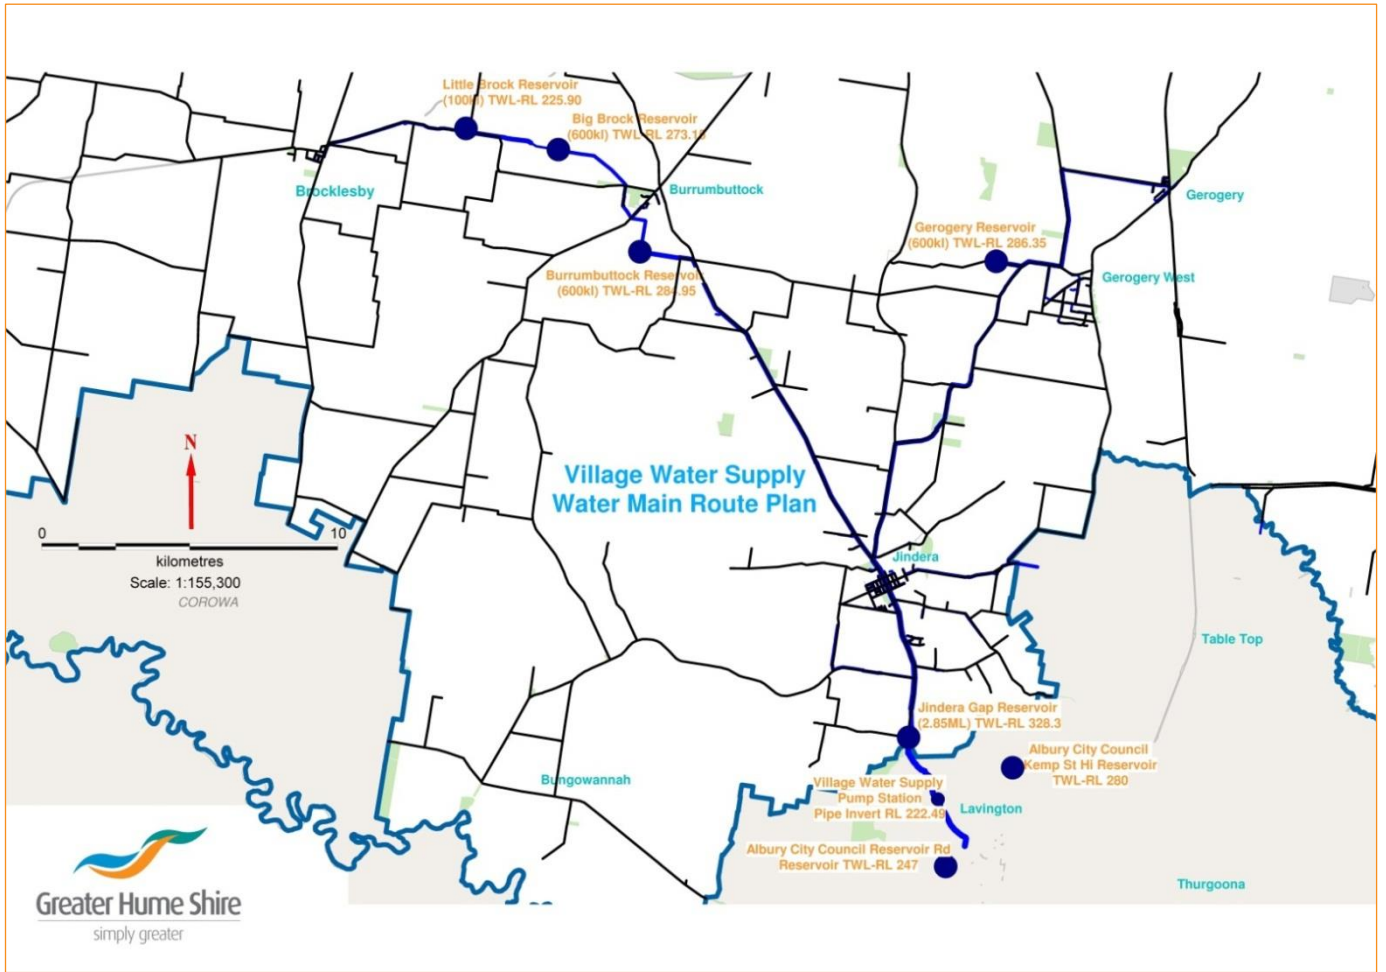 Little Brock Reservoir
(100kl) TWL-RL 225.90
Big Brock Reservoir
(600kl) TWL-RL 273.15
Brocklesby
Burrumbuttock
Gerogery
Gerogery Reservoir
(600kl) TWL-RL 286.35
Burrumbuttock Reservoir
(600kl) TWL-RL 284.95
Gerogery West
N
Village Water Supply
Water Main Route Plan
0 10
kilometres
Scale: 1:155,300
COROWA
Jindera
Table Top
Jindera Gap Reservoir
(2.85ML) TWL-RL 328.3
Albury City Council
Kemp St Hi Reservoir
TWL-RL 280
Bungowannah
Village Water Supply
Pump Station
Pipe Invert RL 222.49
Lavington
Albury City Council Reservoir Rd
Reservoir TWL-RL 247
Thurgoona
Greater Hume Shire
simply greater